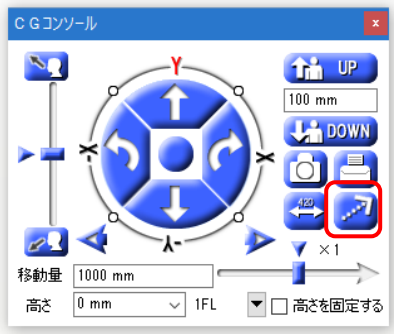 CGコンソール
x
Y
UP
100 mm
DOWN
-X
X
420
-Y
×1
移動量 1000 mm
高さ 0 mm 1FL 高さを固定する